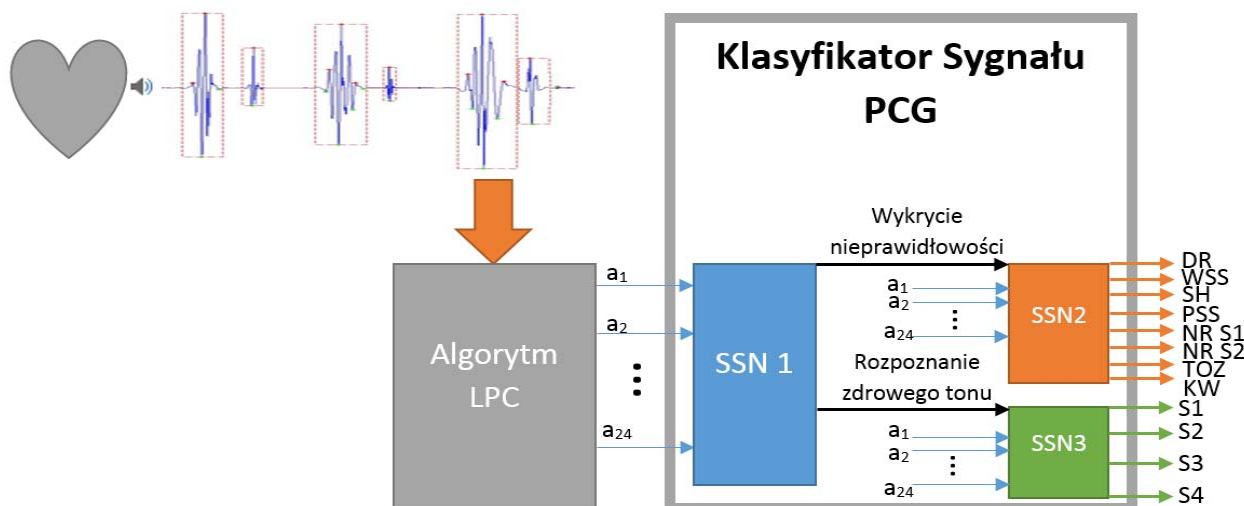 Klasyfikator Sygnału
PCG
Algorytm
LPC
a1
a2
...
a24
SSN 1
Wykrycie
nieprawidłowości
a1
a2
...
a24
SSN2
DR
WSS
SH
PSS
NR S1
NR S2
TOZ
KW
Rozpoznanie
zdrowego tonu
a1
a2
...
a24
SSN3
S1
S2
S3
S4